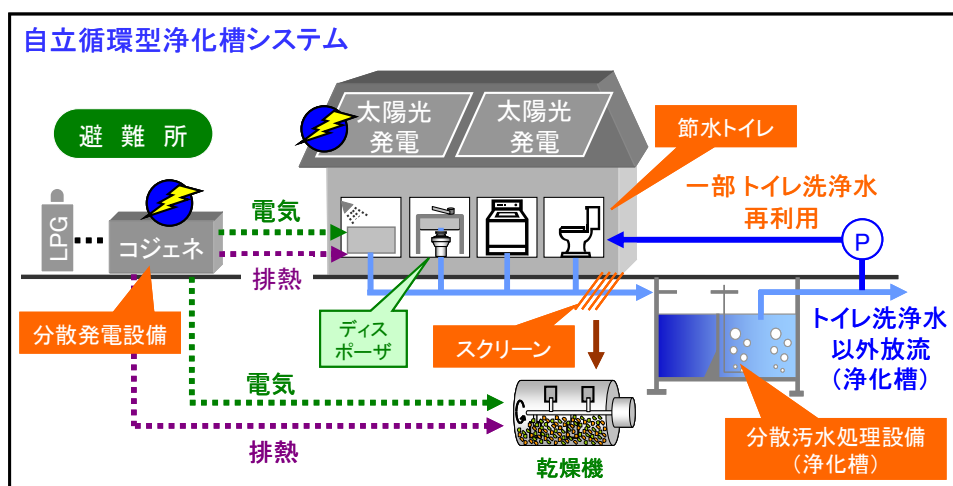 自立循環型浄化槽システム
避難所
太陽光
発電
太陽光
発電
節水トイレ
一部 トイレ洗浄水
再利用
LPG
コジェネ
電気
排熱
P
分散発電設備
ディス
ポーザ
スクリーン
トイレ洗浄水
以外放流
(浄化槽)
電気
排熱
乾燥機
分散汚水処理設備
(浄化槽)